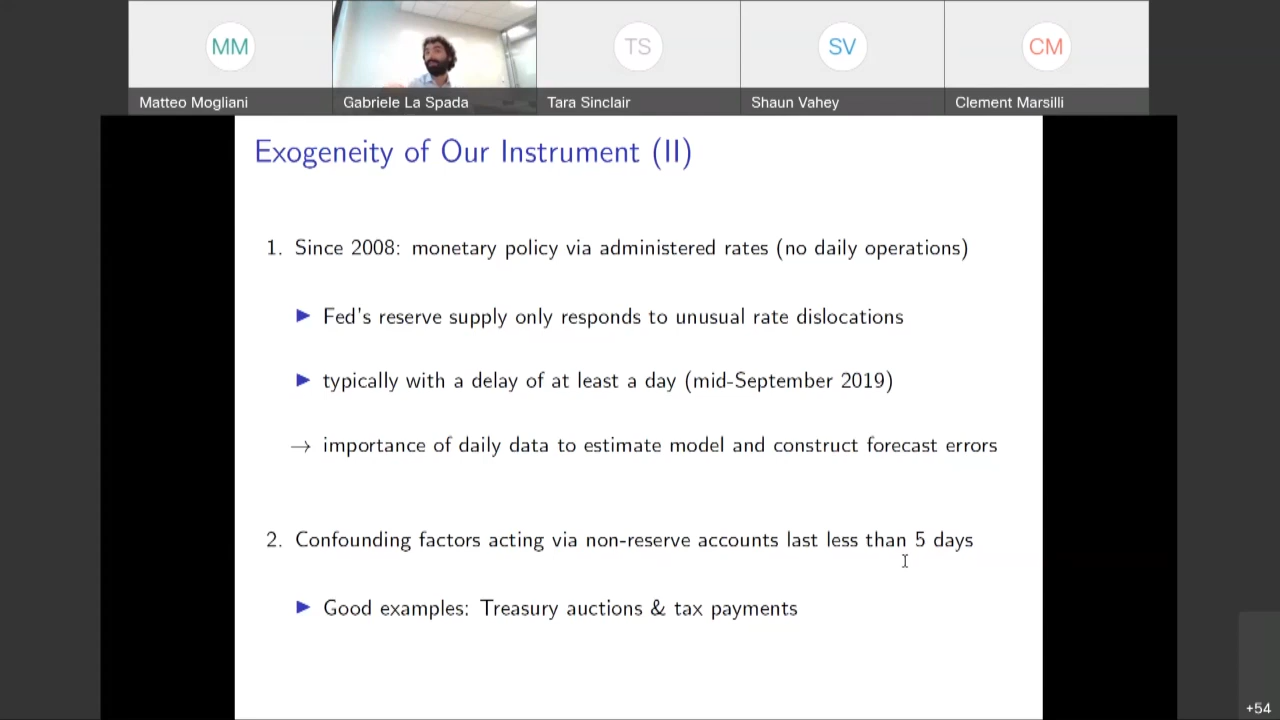 MM
TS
SV
CM
Matteo Mogliani
Gabriele La Spada
Tara Sinclair
Shaun Vahey
Clement Marsilli
Exogeneity of Our Instrument (II)
1. Since 2008: monetary policy via administered rates (no daily operations)
▶ Fed's reserve supply only responds to unusual rate dislocations
▶ typically with a delay of at least a day (mid-September 2019)
→ importance of daily data to estimate model and construct forecast errors
2. Confounding factors acting via non-reserve accounts last less than 5 days
▶ Good examples: Treasury auctions & tax payments
+54